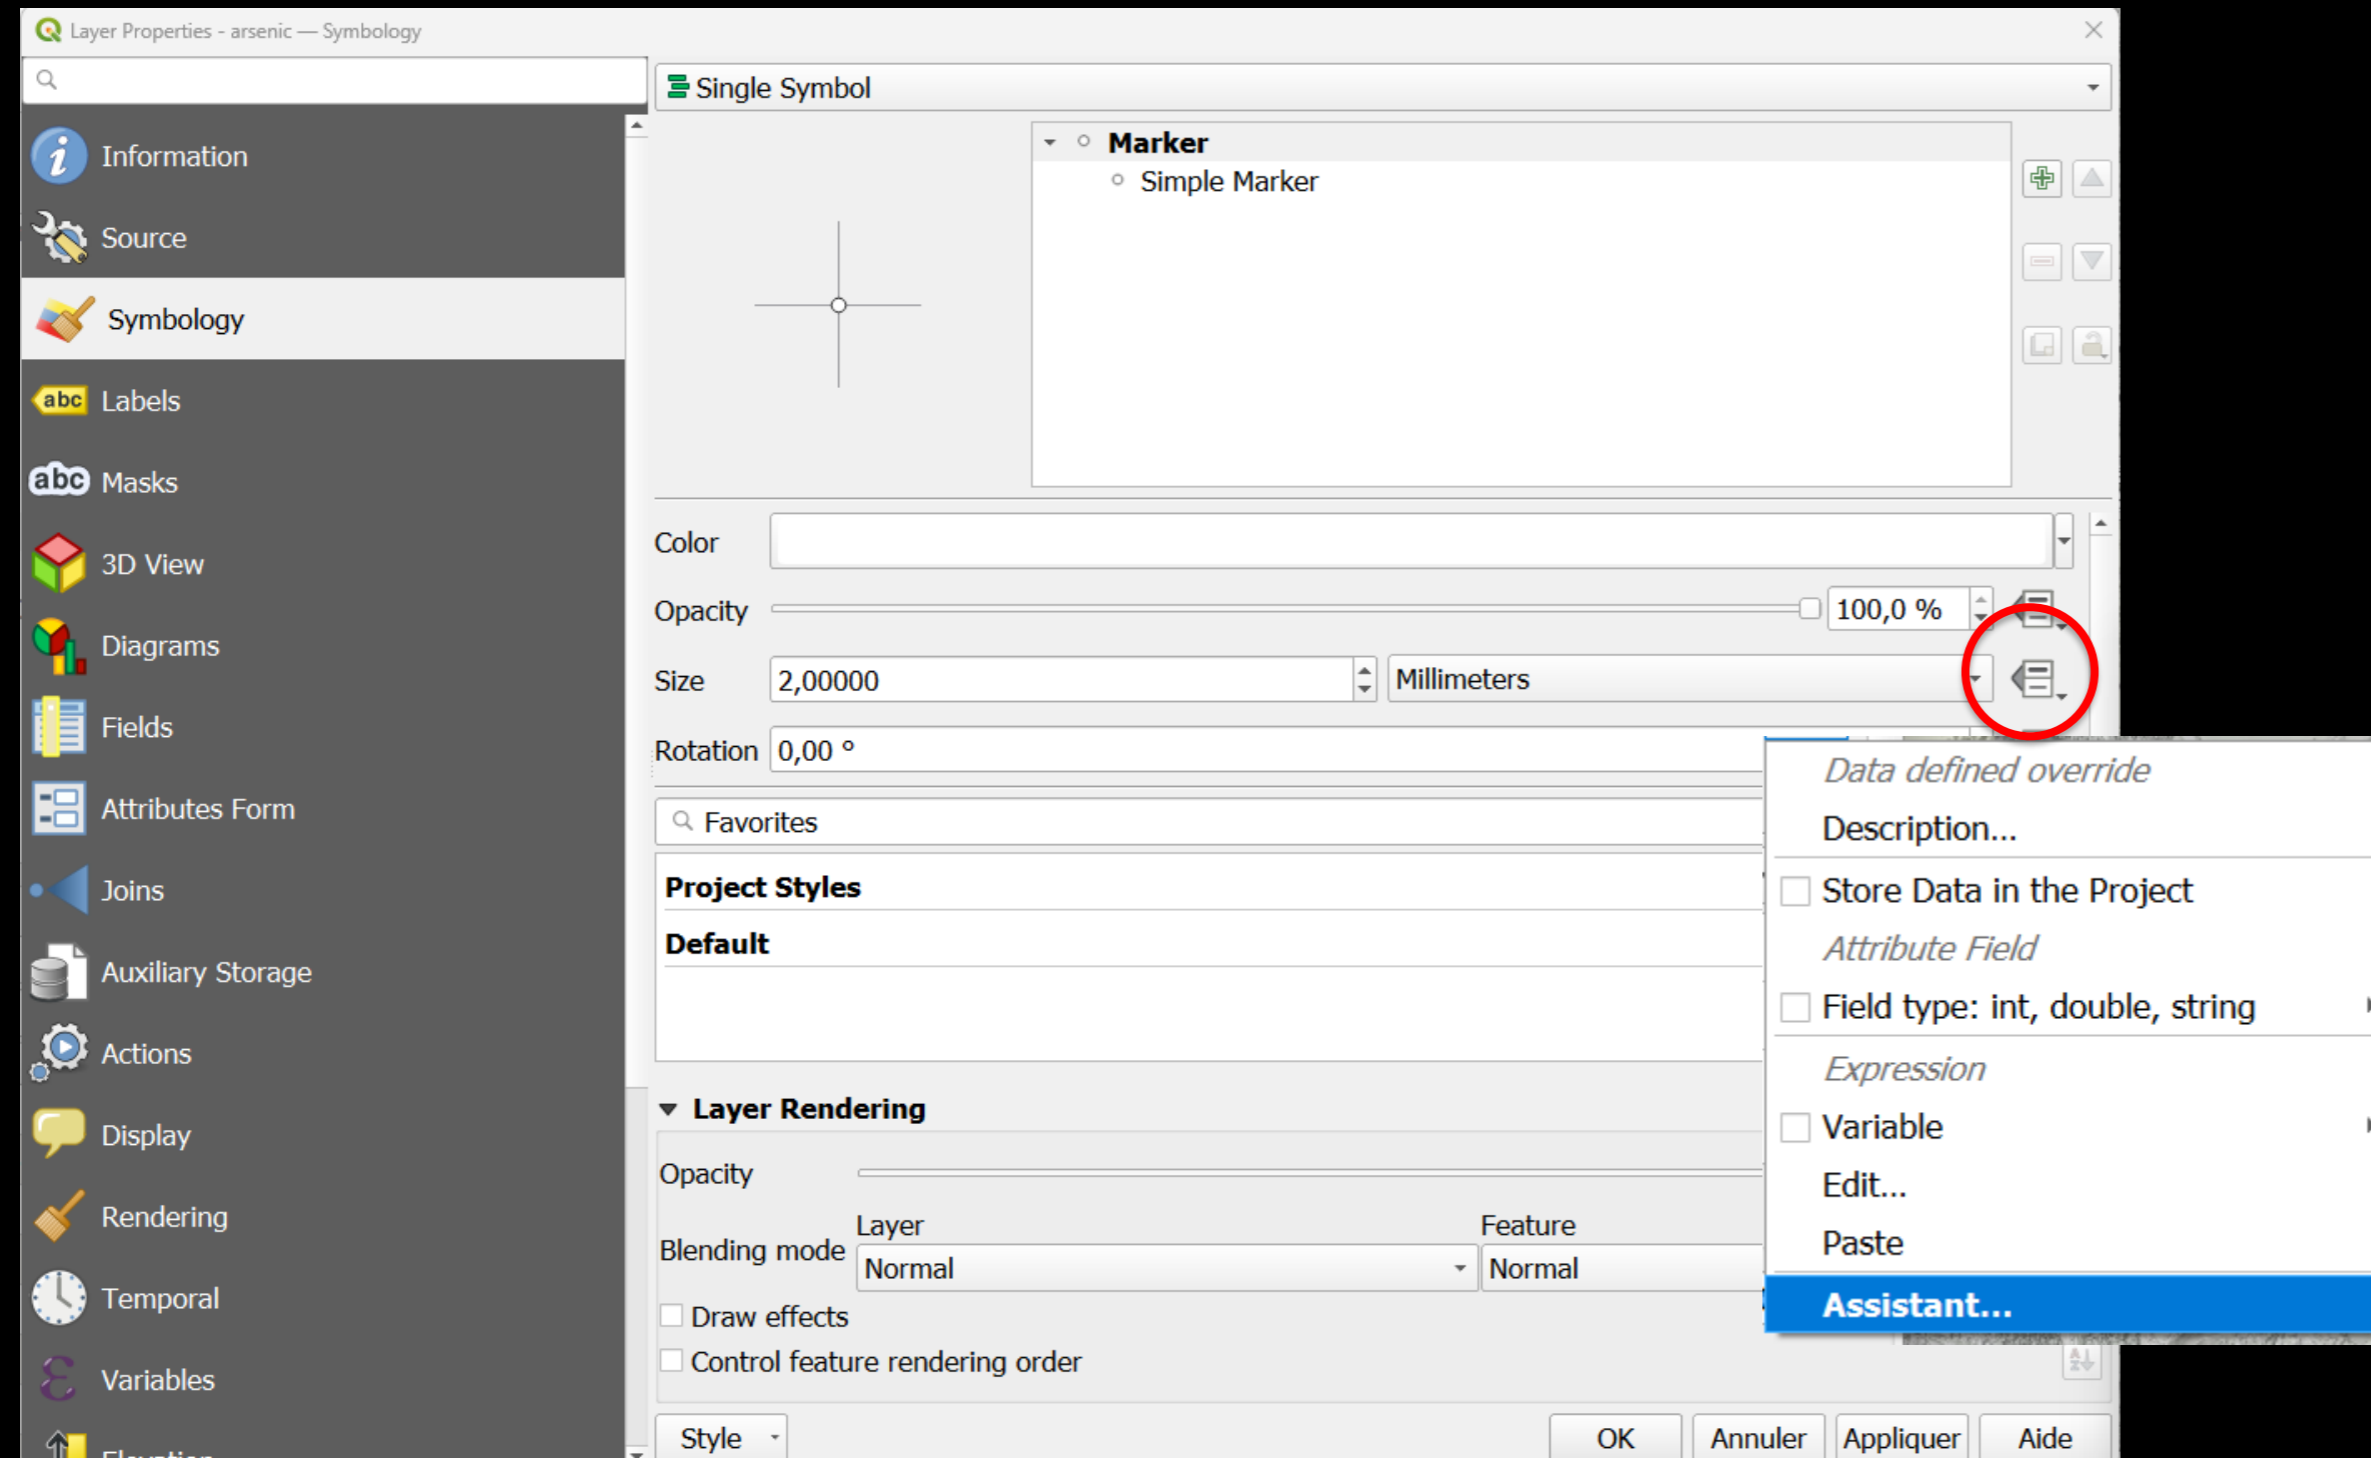 Layer Properties - arsenic — Symbology
Single Symbol
Information
Source
Symbology
abc Labels
abc Masks
3D View
Diagrams
Fields
Attributes Form
Joins
Auxiliary Storage
Actions
Display
Rendering
Temporal
Variables
Marker
Simple Marker
Color
Opacity 100,0 %
Size 2,00000 Millimeters
Rotation 0,00 °
Favorites
Project Styles
Default
Layer Rendering
Opacity
Layer Feature
Blending mode Normal Normal
Draw effects
Control feature rendering order
Style OK Annuler Appliquer Aide
Data defined override
Description...
Store Data in the Project
Attribute Field
Field type: int, double, string
Expression
Variable
Edit...
Paste
Assistant...